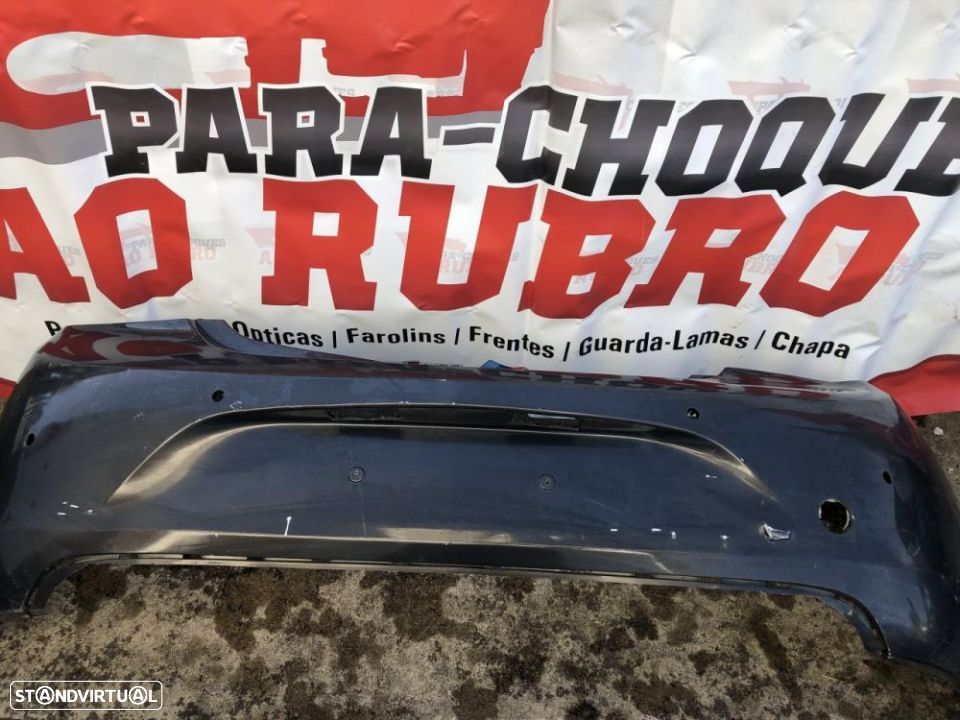 PARA-CHOQUE
AO RUBRO
Opticas / Farolins / Frentes / Guarda-Lamas / Chapa
STANDVIRTUAL